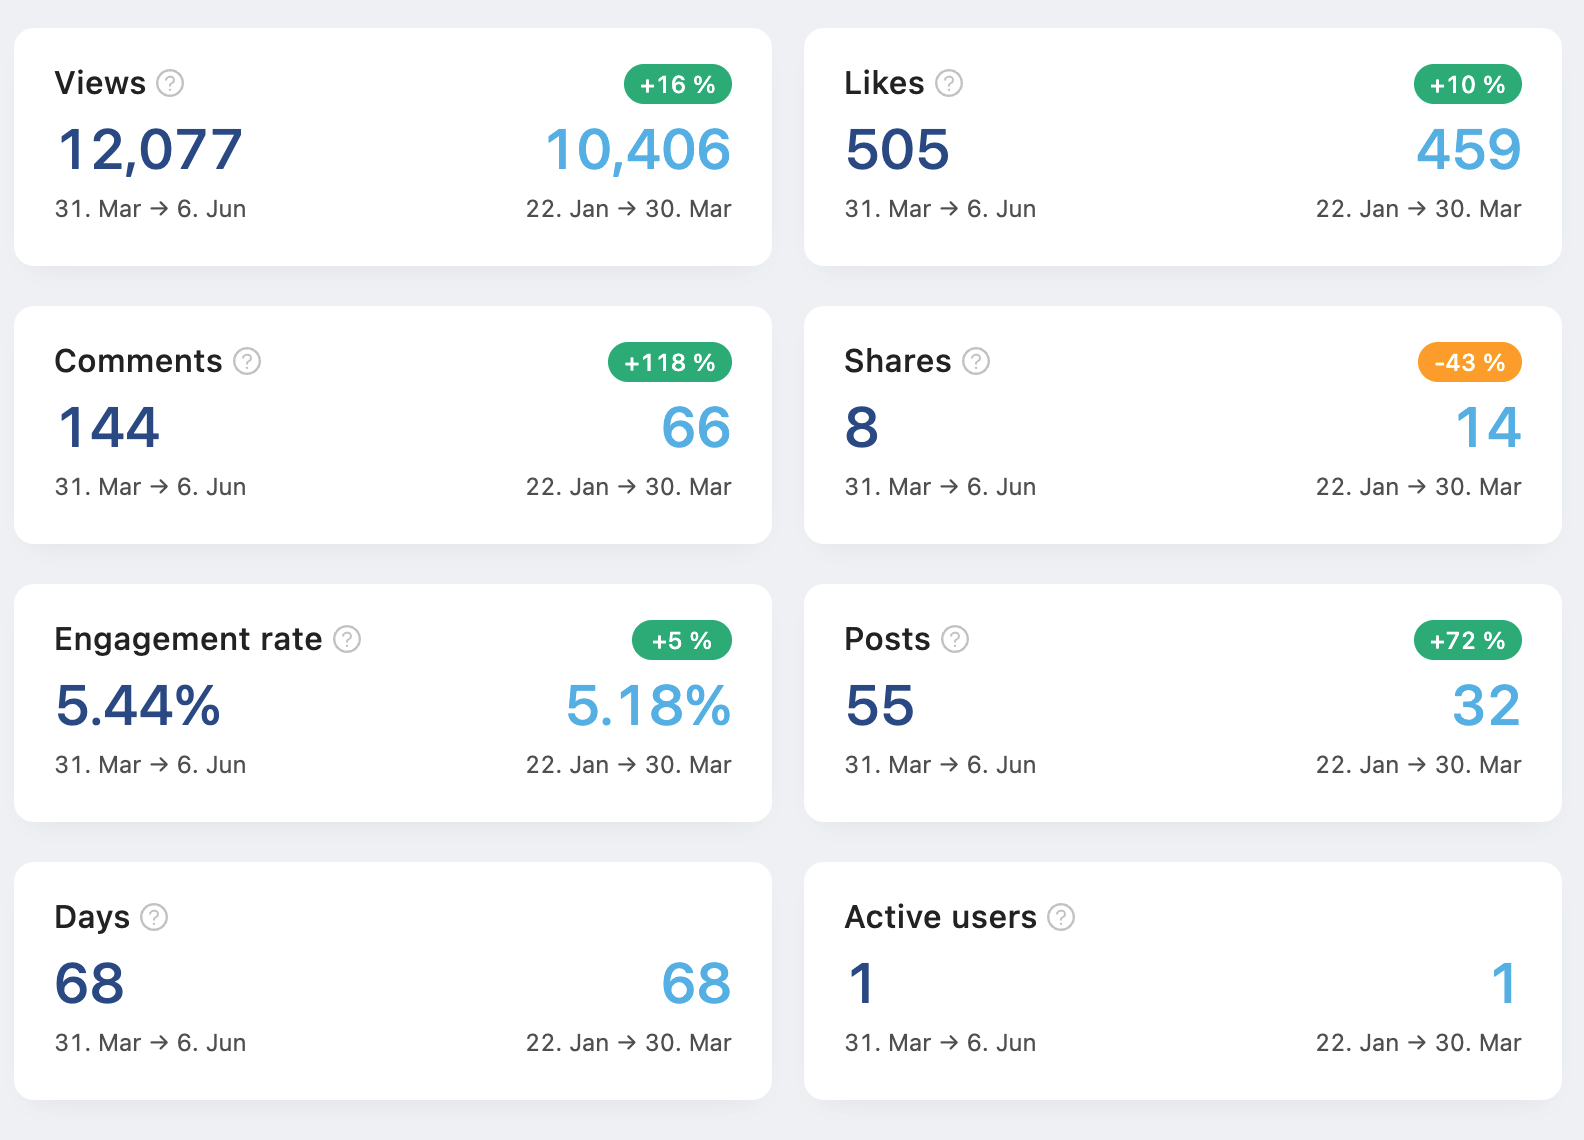 Views ?
+16 %
12,077
10,406
31. Mar → 6. Jun
22. Jan → 30. Mar
Likes ?
+10 %
505
459
31. Mar → 6. Jun
22. Jan → 30. Mar
Comments ?
+118 %
144
66
31. Mar → 6. Jun
22. Jan → 30. Mar
Shares ?
-43 %
8
14
31. Mar → 6. Jun
22. Jan → 30. Mar
Engagement rate ?
+5 %
5.44%
5.18%
31. Mar → 6. Jun
22. Jan → 30. Mar
Posts ?
+72 %
55
32
31. Mar → 6. Jun
22. Jan → 30. Mar
Days ?
68
68
31. Mar → 6. Jun
22. Jan → 30. Mar
Active users ?
1
1
31. Mar → 6. Jun
22. Jan → 30. Mar